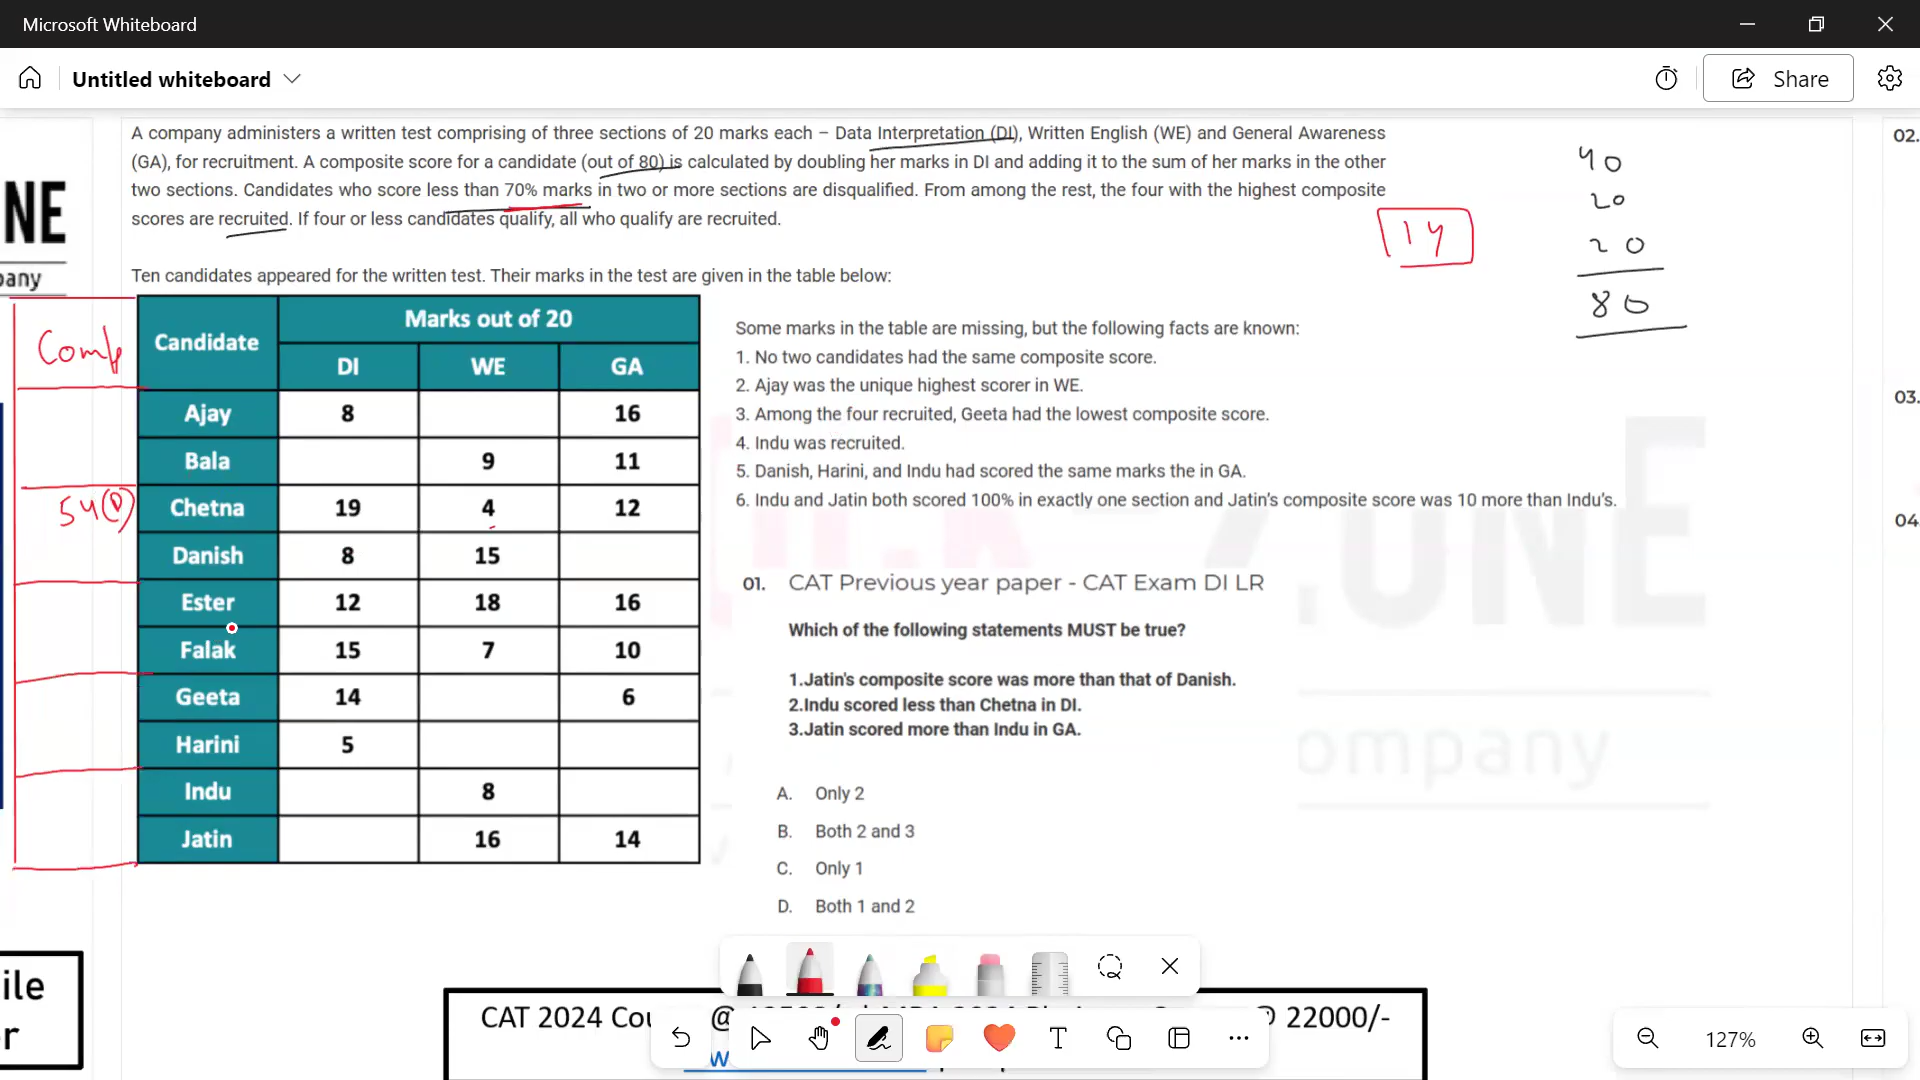 Microsoft Whiteboard
Untitled whiteboard
Share
A company administers a written test comprising of three sections of 20 marks each – Data Interpretation (DI), Written English (WE) and General Awareness
(GA), for recruitment. A composite score for a candidate (out of 80) is calculated by doubling her marks in DI and adding it to the sum of her marks in the other
two sections. Candidates who score less than 70% marks in two or more sections are disqualified. From among the rest, the four with the highest composite
scores are recruited. If four or less candidates qualify, all who qualify are recruited.
02.
40
20
20
80
14
NE
pany
Ten candidates appeared for the written test. Their marks in the test are given in the table below:
Comp
Candidate Marks out of 20
DI WE GA
Ajay 8 16
Bala 9 11
54 (D) Chetna 19 4 12
Danish 8 15
Ester 12 18 16
Falak 15 7 10
Geeta 14 6
Harini 5
Indu 8
Jatin 16 14
Some marks in the table are missing, but the following facts are known:
1. No two candidates had the same composite score.
2. Ajay was the unique highest scorer in WE.
3. Among the four recruited, Geeta had the lowest composite score.
4. Indu was recruited.
5. Danish, Harini, and Indu had scored the same marks the in GA.
6. Indu and Jatin both scored 100% in exactly one section and Jatin's composite score was 10 more than Indu's.
03.
04.
ZONE
ompany
01. CAT Previous year paper - CAT Exam DI LR
Which of the following statements MUST be true?
1.Jatin's composite score was more than that of Danish.
2.Indu scored less than Chetna in DI.
3.Jatin scored more than Indu in GA.
A. Only 2
B. Both 2 and 3
C. Only 1
D. Both 1 and 2
ile
r
CAT 2024 Cou
@
22000/-
w
127%